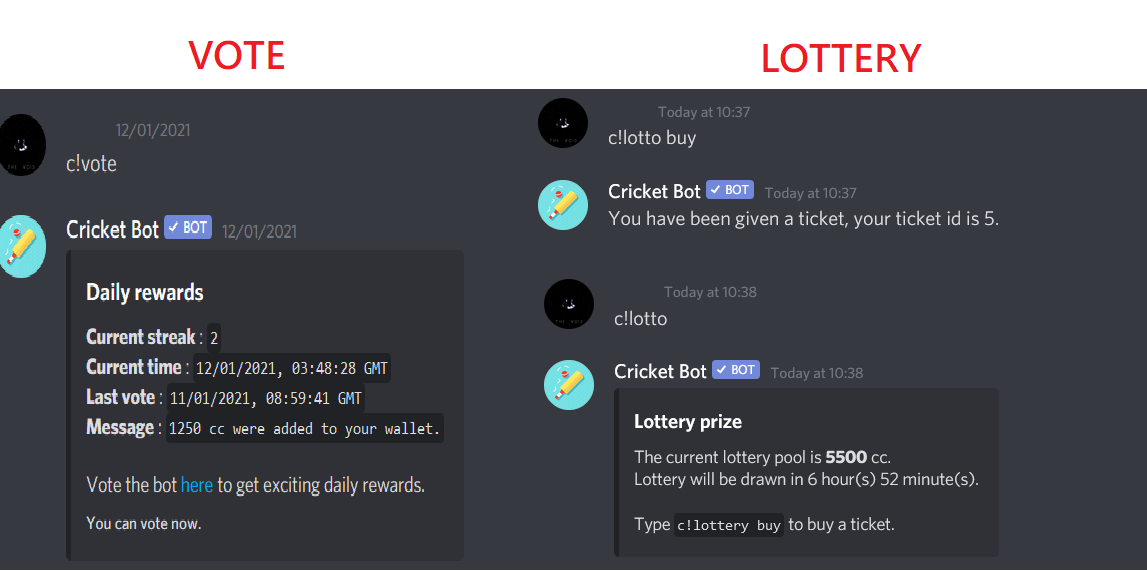 VOTE
12/01/2021
c!vote
Cricket Bot ✓ BOT 12/01/2021
Daily rewards
Current streak : 2
Current time : 12/01/2021, 03:48:28 GMT
Last vote : 11/01/2021, 08:59:41 GMT
Message : 1250 cc were added to your wallet.
Vote the bot here to get exciting daily rewards.
You can vote now.
LOTTERY
Today at 10:37
c!lotto buy
Cricket Bot ✓ BOT Today at 10:37
You have been given a ticket, your ticket id is 5.
Today at 10:38
c!lotto
Cricket Bot ✓ BOT Today at 10:38
Lottery prize
The current lottery pool is 5500 cc.
Lottery will be drawn in 6 hour(s) 52 minute(s).
Type c!lottery buy to buy a ticket.